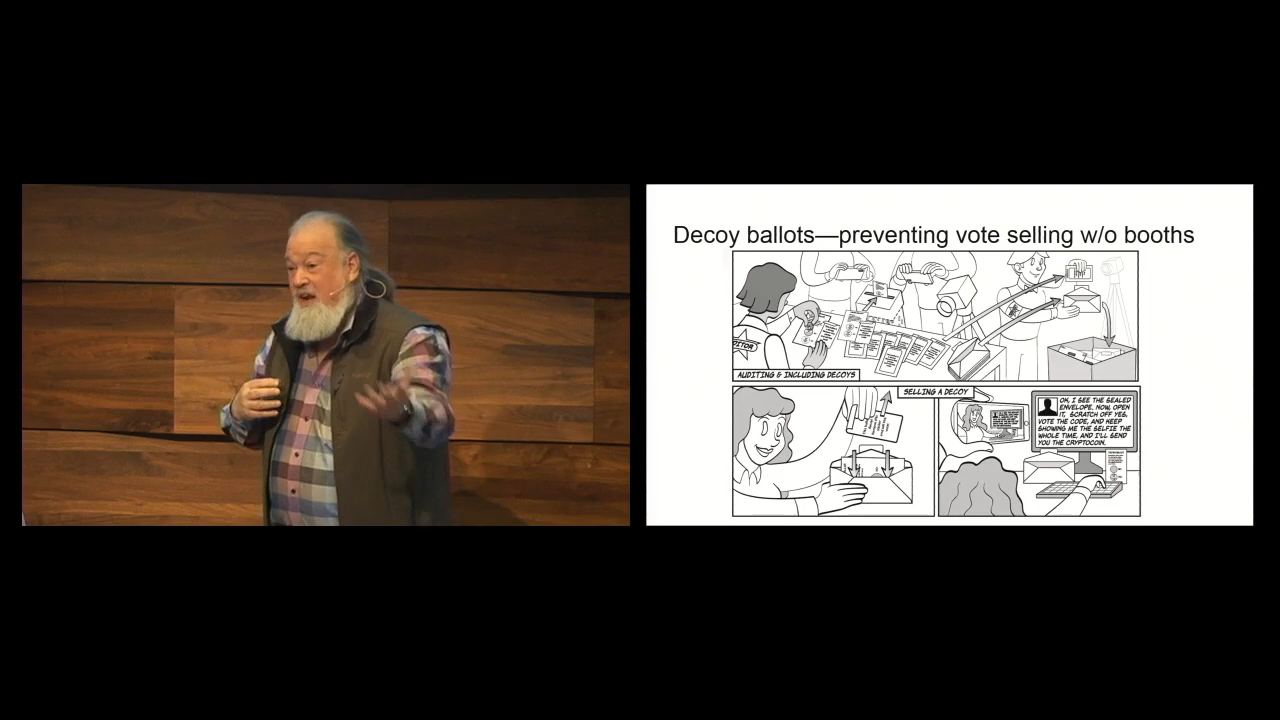 Decoy ballots—preventing vote selling w/o booths
AUDITING & INCLUDING DECOYS
SELLING A DECOY
OK, I SEE THE SEALED
ENVELOPE. NOW, OPEN
IT, SCRATCH OFF YES,
VOTE THE CODE, AND KEEP
SHOWING ME THE SELFIE THE
WHOLE TIME, AND I'LL SEND
YOU THE CRYPTOCOIN.